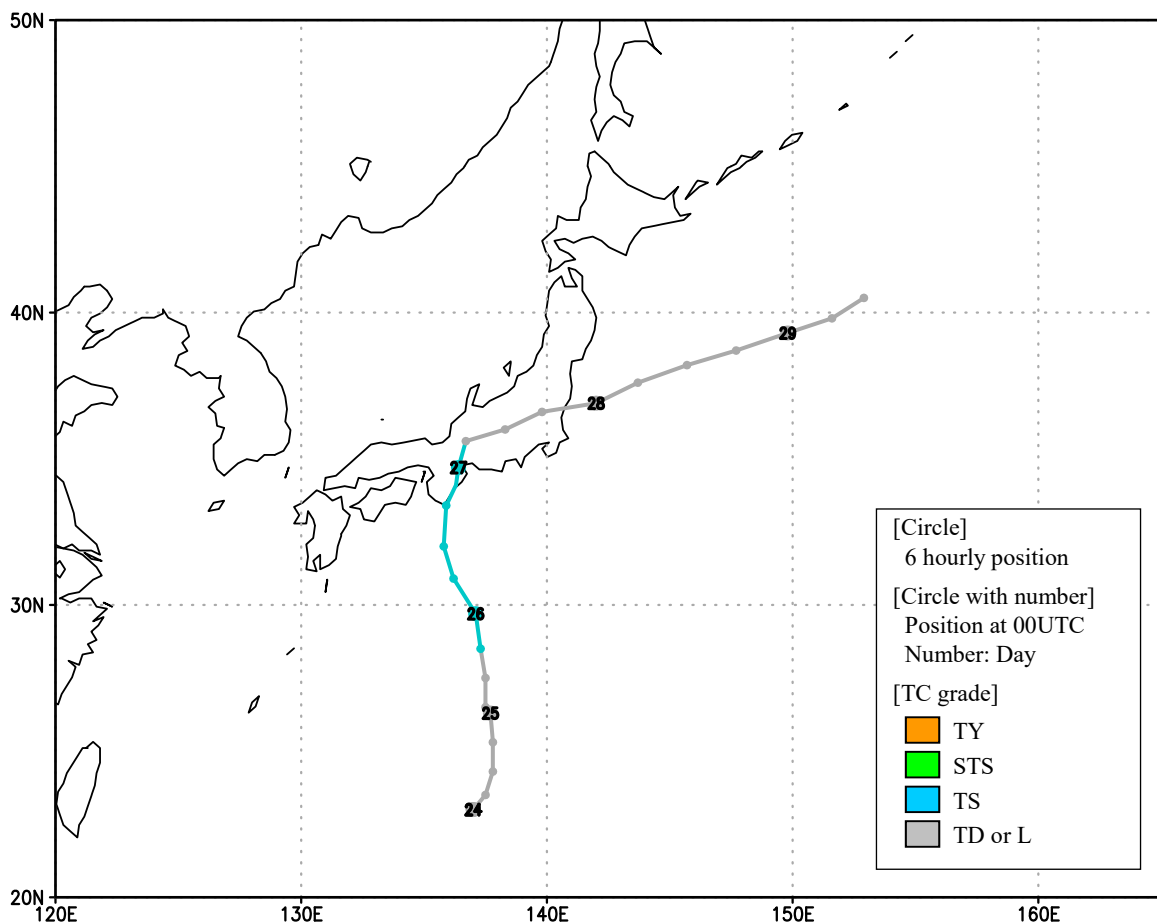 50N
40N
30N
20N
120E
130E
140E
150E
160E
29
28
27
26
25
24
[Circle]
6 hourly position
[Circle with number]
Position at 00UTC
Number: Day
[TC grade]
TY
STS
TS
TD or L